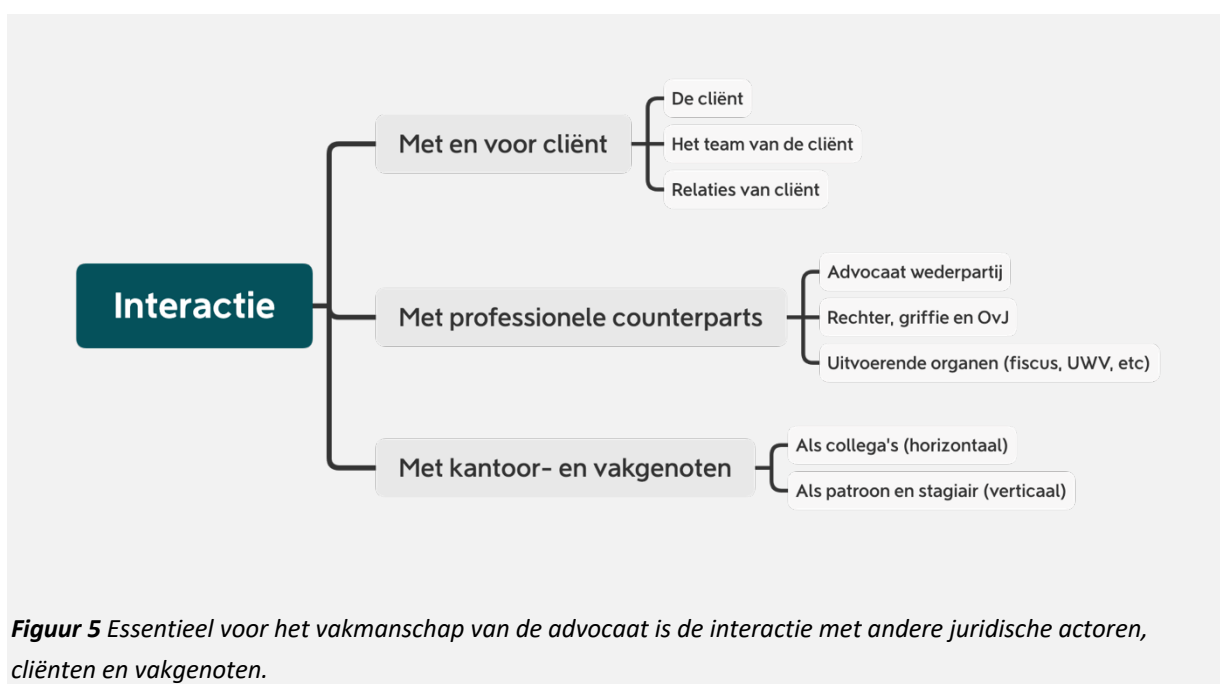 Interactie
Met en voor cliënt
De cliënt
Het team van de cliënt
Relaties van cliënt
Met professionele counterparts
Advocaat wederpartij
Rechter, griffie en OvJ
Uitvoerende organen (fiscus, UWV, etc)
Met kantoor- en vakgenoten
Als collega's (horizontaal)
Als patroon en stagiair (verticaal)
Figuur 5 Essentieel voor het vakmanschap van de advocaat is de interactie met andere juridische actoren,
cliënten en vakgenoten.